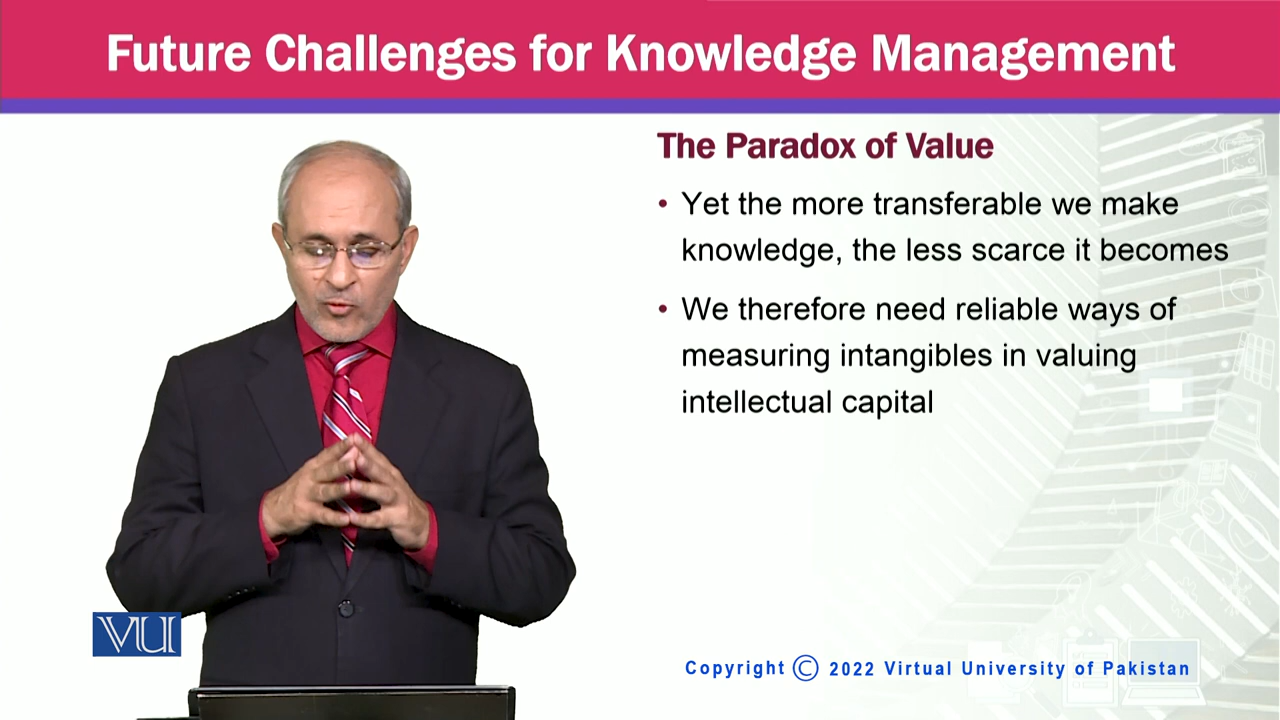 Future Challenges for Knowledge Management
The Paradox of Value
• Yet the more transferable we make
knowledge, the less scarce it becomes
• We therefore need reliable ways of
measuring intangibles in valuing
intellectual capital
VU
Copyright © 2022 Virtual University of Pakistan